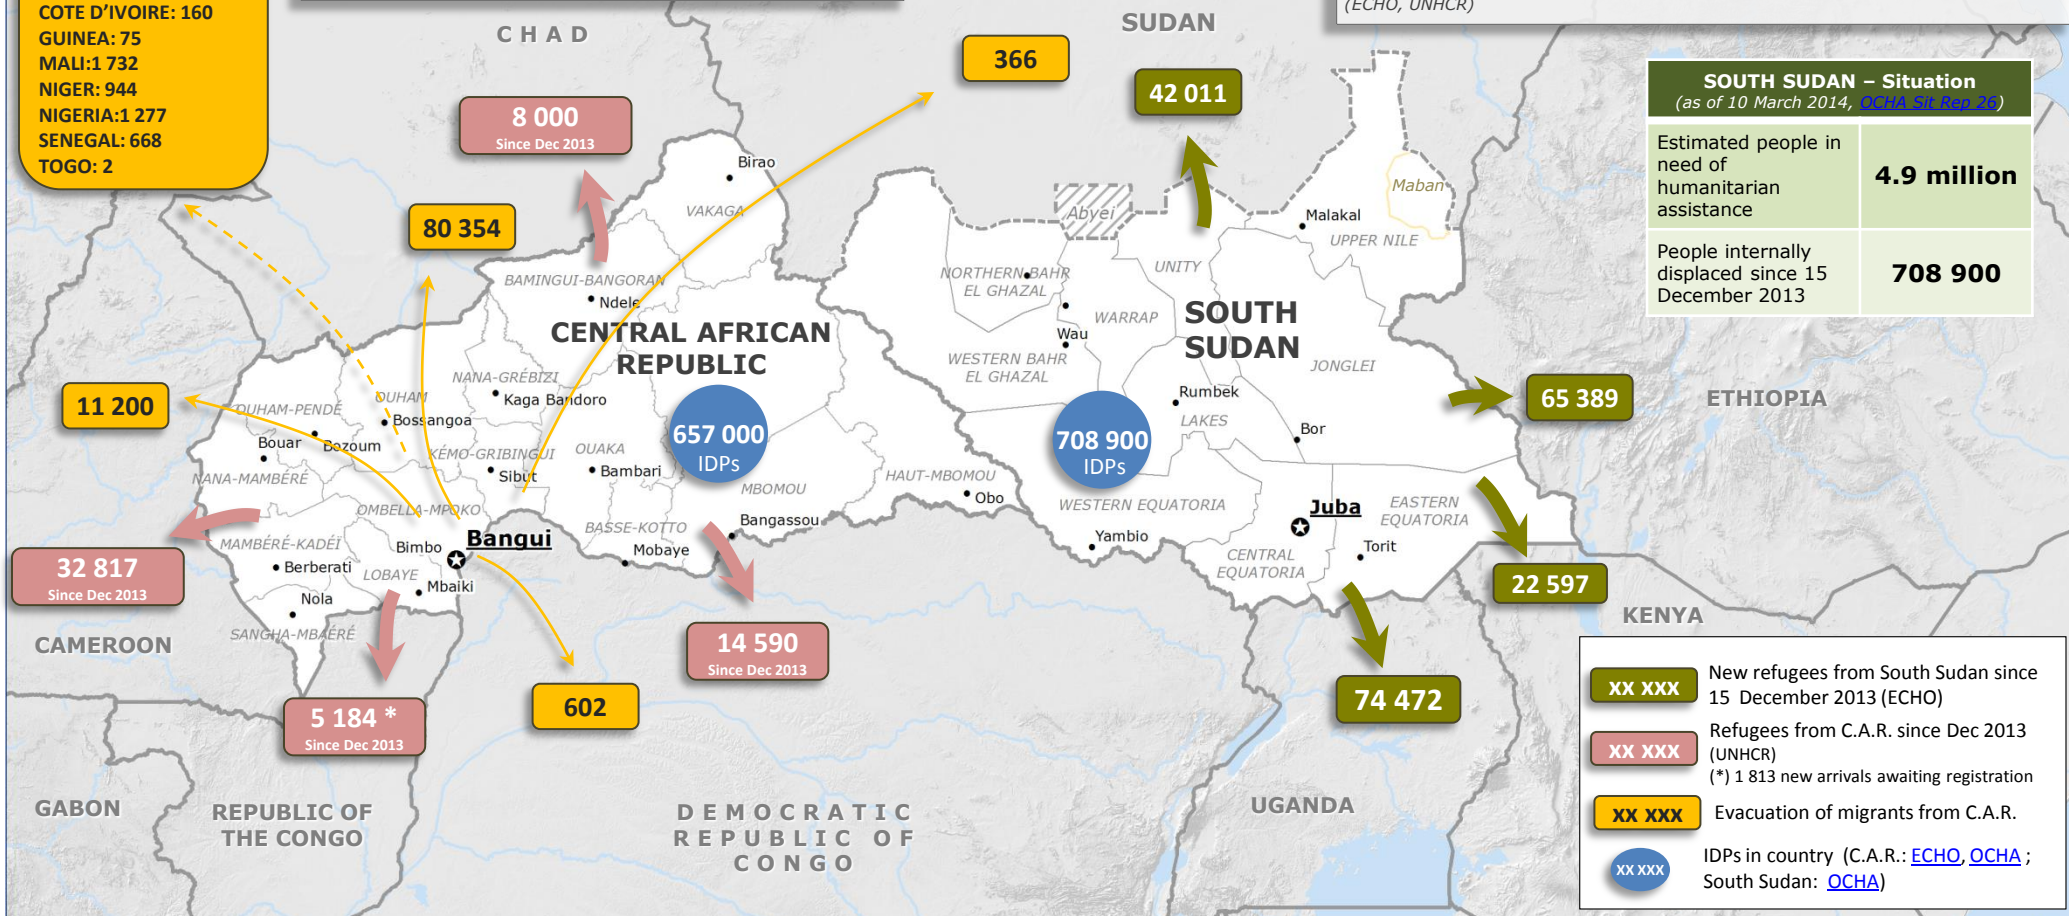 COTE D'IVOIRE: 160
GUINEA: 75
MALI:1 732
NIGER: 944
NIGERIA:1 277
SENEGAL: 668
TOGO: 2
(ECHO, UNHCR)
CHAD
SUDAN
366
42 011
8 000
Since Dec 2013
80 354
11 200
32 817
Since Dec 2013
5 184 *
Since Dec 2013
14 590
Since Dec 2013
602
65 389
22 597
74 472
SOUTH SUDAN – Situation
(as of 10 March 2014, OCHA Sit Rep 26)
Estimated people in
need of
humanitarian
assistance
4.9 million
People internally
displaced since 15
December 2013
708 900
CENTRAL AFRICAN
REPUBLIC
657 000
IDPs
Birao
VAKAGA
BAMINGUI-BANGORAN
Ndele
NANA-GRÉBIZI
Kaga Bandoro
OUHAM
OUHAM-PENDÉ
Bossangoa
Bouar
Bozoum
KÉMO-GRIBINGUI
Sibut
OUAKA
Bambari
NANA-MAMBÉRÉ
OMBELLA-MPOKO
MBOMOU
HAUT-MBOMOU
Obo
BASSE-KOTTO
Bangassou
Mobaye
Bangui
Bimbo
MAMBÉRÉ-KADÉÏ
Berberati
LOBAYE
Mbaiki
Nola
SANGHA-MBAÉRÉ
SOUTH
SUDAN
708 900
IDPs
Abyei
Maban
Malakal
UPPER NILE
NORTHERN BAHR
EL GHAZAL
UNITY
WARRAP
Wau
WESTERN BAHR
EL GHAZAL
JONGLEI
Rumbek
LAKES
Bor
WESTERN EQUATORIA
Yambio
Juba
EASTERN
EQUATORIA
Torit
CENTRAL
EQUATORIA
ETHIOPIA
KENYA
UGANDA
CAMEROON
GABON
REPUBLIC OF
THE CONGO
DEMOCRATIC
REPUBLIC OF
CONGO
XX XXX
New refugees from South Sudan since
15 December 2013 (ECHO)
XX XXX
Refugees from C.A.R. since Dec 2013
(UNHCR)
(*) 1 813 new arrivals awaiting registration
XX XXX
Evacuation of migrants from C.A.R.
XX XXX
IDPs in country (C.A.R.: ECHO, OCHA ;
South Sudan: OCHA)